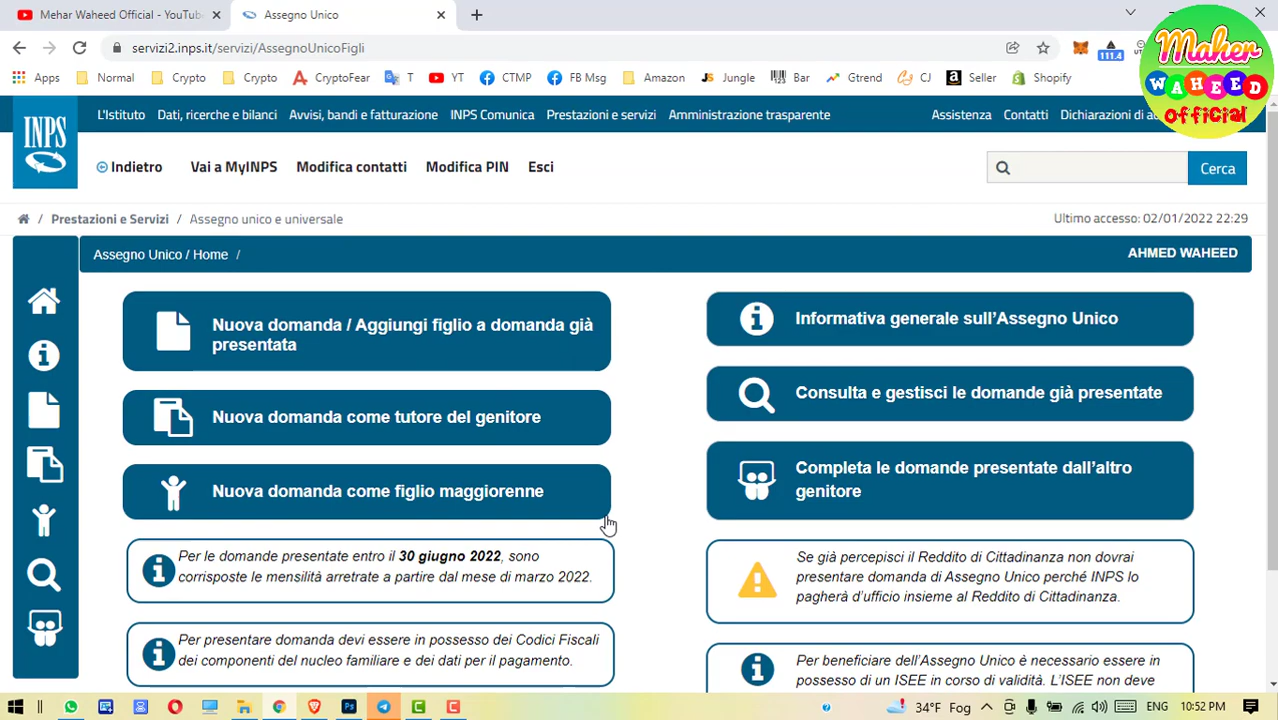 Mehar Waheed Official - YouTube
Assegno Unico
servizi2.inps.it/servizi/AssegnoUnicoFigli
111.4
Apps
Normal
Crypto
Crypto
CryptoFear
T
YT
CTMP
FB Msg
Amazon
Jungle
Bar
Gtrend
CJ
Seller
Shopify
Maher
WAHEED
official
INPS
L'Istituto
Dati, ricerche e bilanci
Avvisi, bandi e fatturazione
INPS Comunica
Prestazioni e servizi
Amministrazione trasparente
Assistenza
Contatti
Dichiarazioni di
Indietro
Vai a MyINPS
Modifica contatti
Modifica PIN
Esci
Cerca
/ Prestazioni e Servizi / Assegno unico e universale
Ultimo accesso: 02/01/2022 22:29
Assegno Unico / Home /
AHMED WAHEED
Nuova domanda / Aggiungi figlio a domanda già
presentata
Nuova domanda come tutore del genitore
Nuova domanda come figlio maggiorenne
Per le domande presentate entro il 30 giugno 2022, sono
corrisposte le mensilità arretrate a partire dal mese di marzo 2022.
Per presentare domanda devi essere in possesso dei Codici Fiscali
dei componenti del nucleo familiare e dei dati per il pagamento.
Informativa generale sull'Assegno Unico
Consulta e gestisci le domande già presentate
Completa le domande presentate dall'altro
genitore
Se già percepisci il Reddito di Cittadinanza non dovrai
presentare domanda di Assegno Unico perché INPS lo
pagherà d'ufficio insieme al Reddito di Cittadinanza.
Per beneficiare dell'Assegno Unico è necessario essere in
possesso di un ISEE in corso di validità. L'ISEE non deve
34°F Fog
10:52 PM